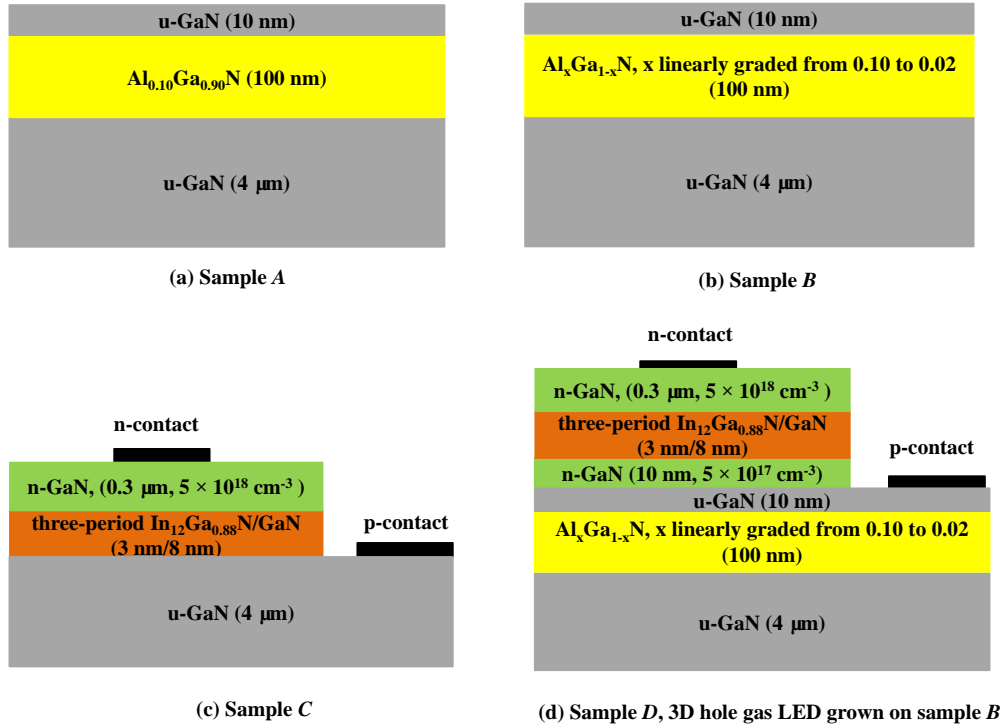 u-GaN (10 nm)
Al₀.₁₀Ga₀.₉₀N (100 nm)
u-GaN (4 μm)
(a) Sample A
u-GaN (10 nm)
AlₓGa₁₋ₓN, x linearly graded from 0.10 to 0.02
(100 nm)
u-GaN (4 μm)
(b) Sample B
n-contact
n-GaN, (0.3 μm, 5 × 10¹⁸ cm⁻³ )
three-period In₁₂Ga₀.₈₈N/GaN
(3 nm/8 nm)
p-contact
u-GaN (4 μm)
(c) Sample C
n-contact
n-GaN, (0.3 μm, 5 × 10¹⁸ cm⁻³ )
three-period In₁₂Ga₀.₈₈N/GaN
(3 nm/8 nm)
p-contact
n-GaN (10 nm, 5 × 10¹⁷ cm⁻³)
u-GaN (10 nm)
AlₓGa₁₋ₓN, x linearly graded from 0.10 to 0.02
(100 nm)
u-GaN (4 μm)
(d) Sample D, 3D hole gas LED grown on sample B